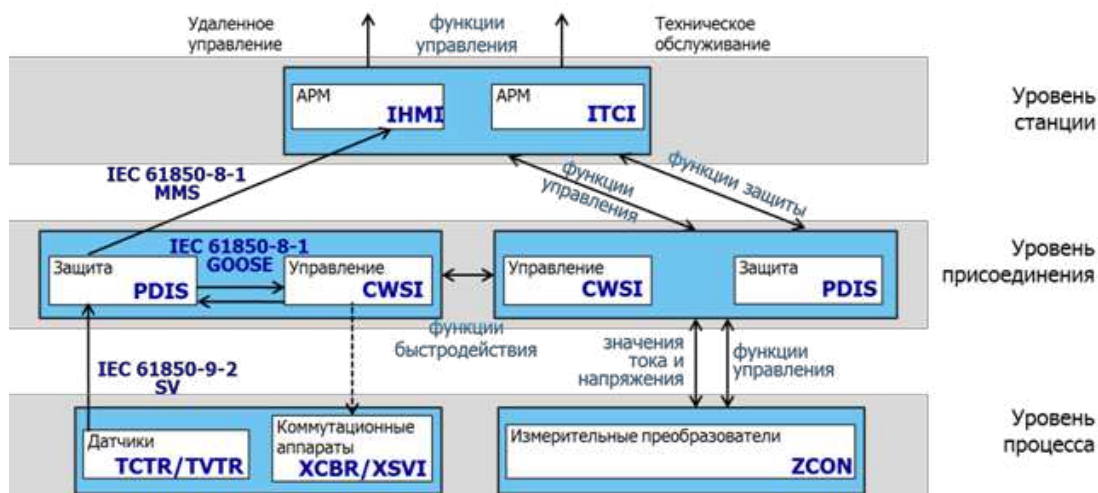 Удаленное
управление
функции
управления
Техническое
обслуживание
АРМ
IHMI
АРМ
ITCI
Уровень
станции
IEC 61850-8-1
MMS
функции
управления
функции защиты
IEC 61850-8-1
GOOSE
Защита
PDIS
Управление
CWSI
Управление
CWSI
Защита
PDIS
Уровень
присоединения
функции
быстродействия
значения
тока и
напряжения
функции
управления
IEC 61850-9-2
SV
Датчики
TCTR/TVTR
Коммутационные
аппараты
XCBR/XSVI
Измерительные преобразователи
ZCON
Уровень
процесса